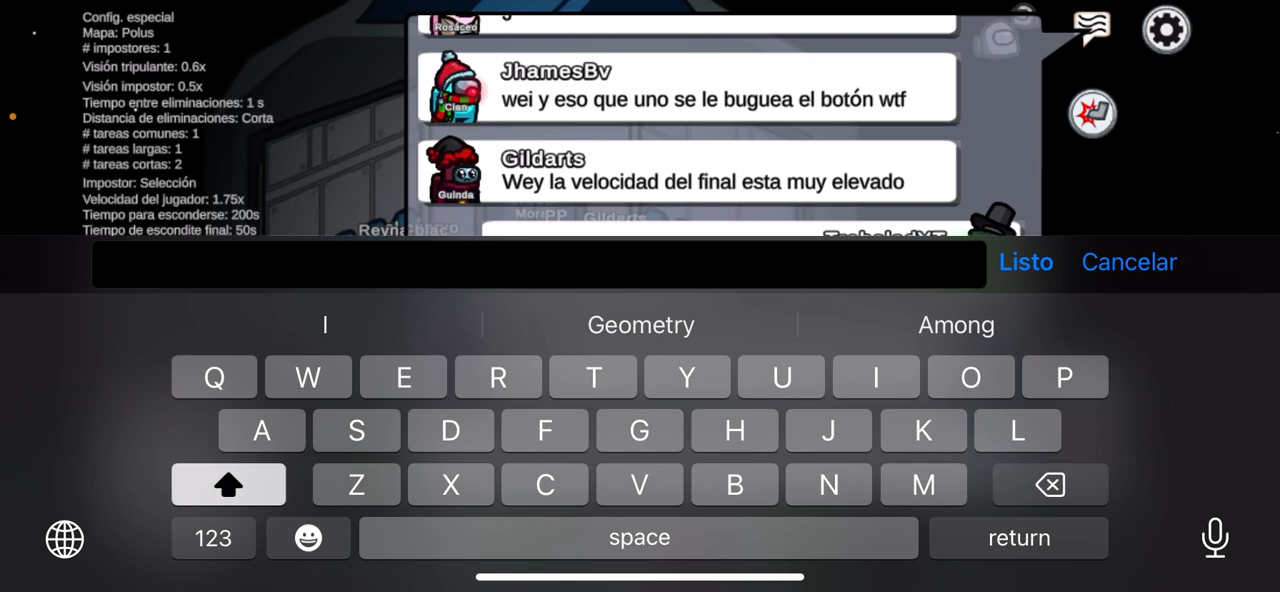 Config. especial
Mapa: Polus
# impostores: 1
Visión tripulante: 0.6x
Visión impostor: 0.5x
Tiempo entre eliminaciones: 1 s
Distancia de eliminaciones: Corta
# tareas comunes: 1
# tareas largas: 1
# tareas cortas: 2
Impostor: Selección
Velocidad del jugador: 1.75x
Tiempo para esconderse: 200s
Tiempo de escondite final: 50s
Rosáceo
JhamesBv
Cian
wei y eso que uno se le buguea el botón wtf
Gildarts
Guinda
Wey la velocidad del final esta muy elevado
Gildarts
Listo
Cancelar
I
Geometry
Among
Q W E R T Y U I O P
A S D F G H J K L
Z X C V B N M
123
space
return